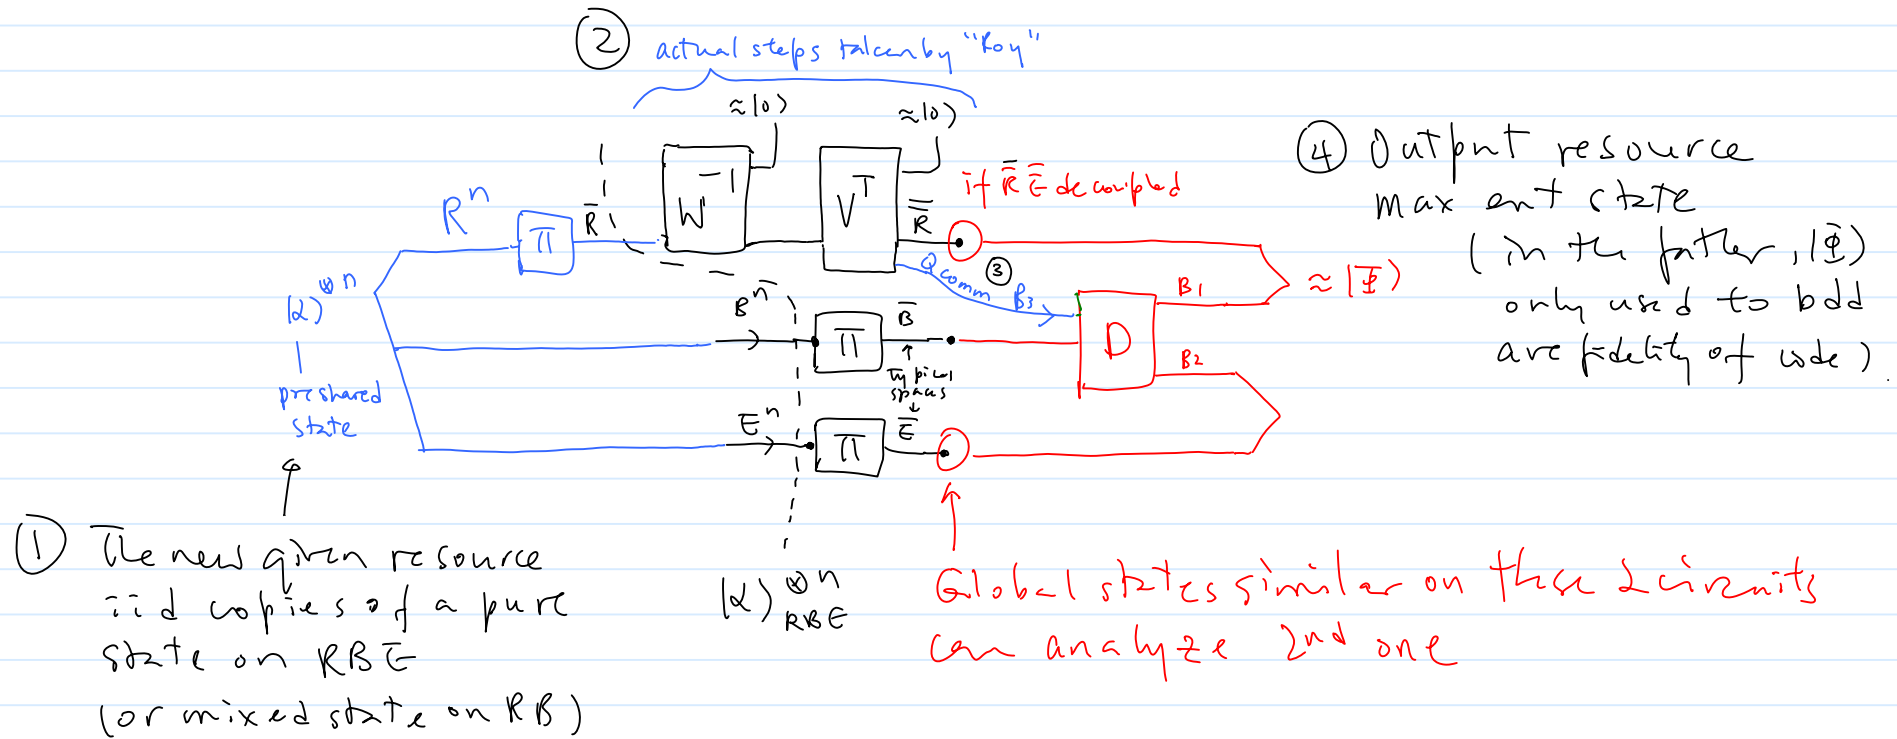 ② actual steps taken by "Roy"
≈|0⟩
≈|0⟩
W⁻¹
Vᵀ
if R̿ Ē decoupled
Rⁿ
Π
R̄
R̿
Q comm
③
B₃
|α⟩^⊗n
preshared
state
Bⁿ
Π
B̄
Typical
spaces
Eⁿ
Π
Ē
D
B₁
B₂
≈ |Φ⟩
④ Output resource
max ent state
(in the father, |Φ⟩
only used to bdd
ave fidelity of code)
① The new given resource
iid copies of a pure
state on RBE
(or mixed state on RB)
|α⟩^⊗n RBE
Global states similar on these 2 circuits
can analyze 2nd one